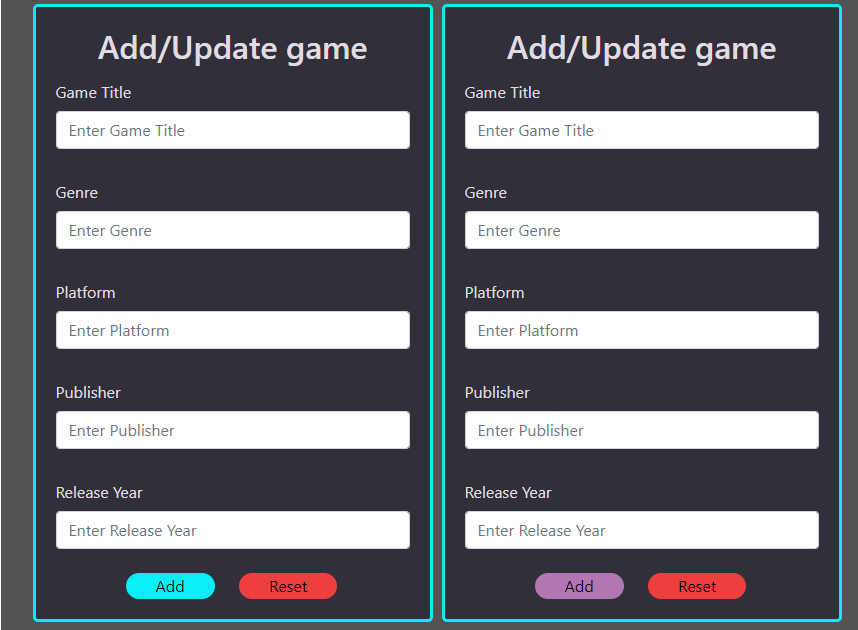 Add/Update game
Game Title
Enter Game Title
Genre
Enter Genre
Platform
Enter Platform
Publisher
Enter Publisher
Release Year
Enter Release Year
Add
Reset
Add/Update game
Game Title
Enter Game Title
Genre
Enter Genre
Platform
Enter Platform
Publisher
Enter Publisher
Release Year
Enter Release Year
Add
Reset